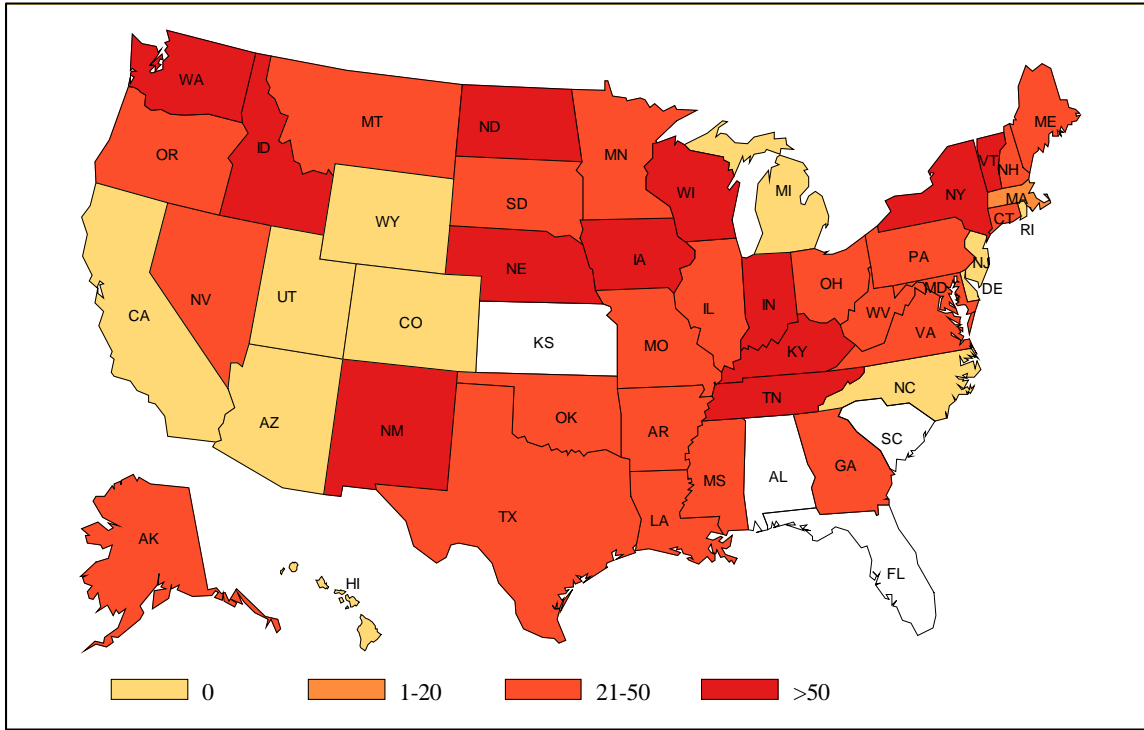 WA
MT
ND
ME
OR
ID
MN
VT
NH
WI
MI
NY
MA
SD
WY
CT
RI
NE
IA
PA
NJ
NV
UT
IL
IN
OH
MD
DE
CA
CO
KS
MO
WV
VA
KY
AZ
NM
OK
AR
TN
NC
SC
MS
AL
GA
TX
LA
AK
FL
HI
0
1-20
21-50
>50